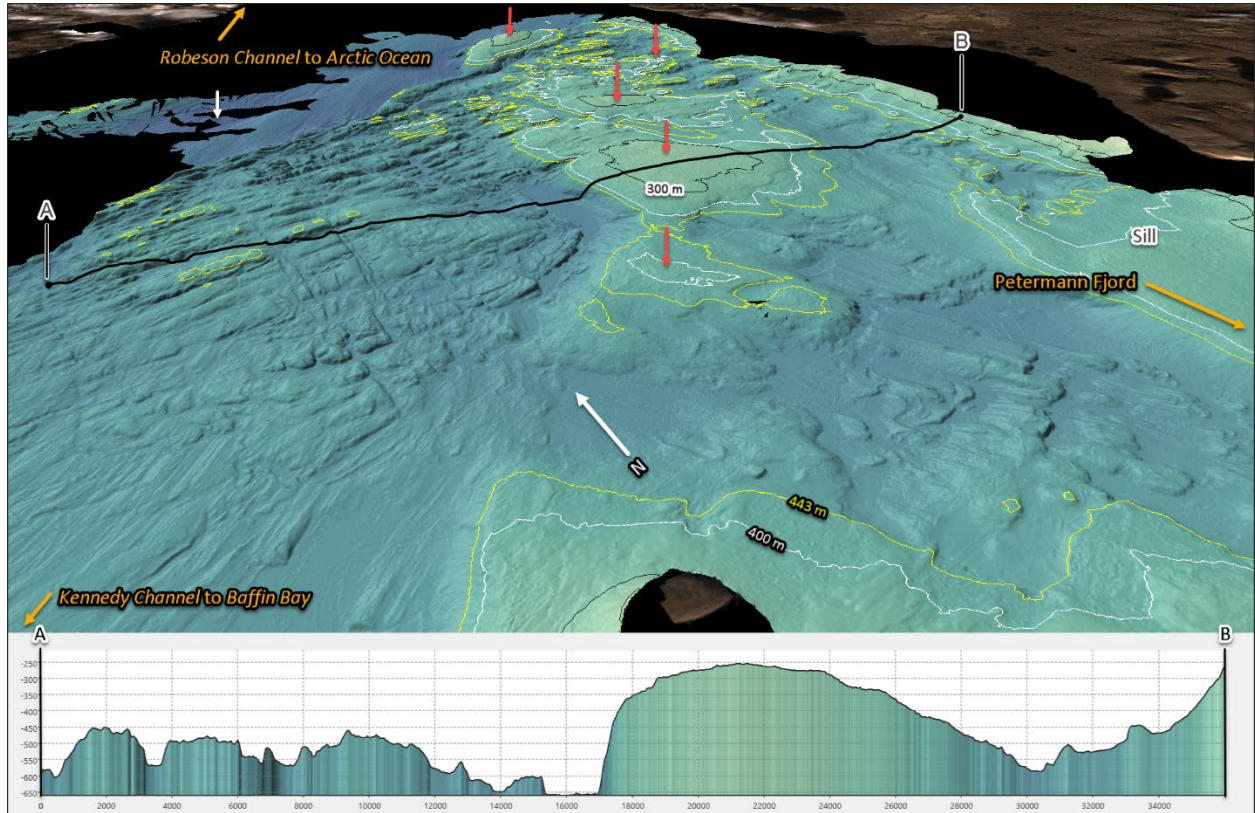 Robeson Channel to Arctic Ocean
B
A
300 m
Sill
Petermann Fjord
N
443 m
400 m
Kennedy Channel to Baffin Bay
A
B
-250
-300
-350
-400
-450
-500
-550
-600
-650
0
2000
4000
6000
8000
10000
12000
14000
16000
18000
20000
22000
24000
26000
28000
30000
32000
34000